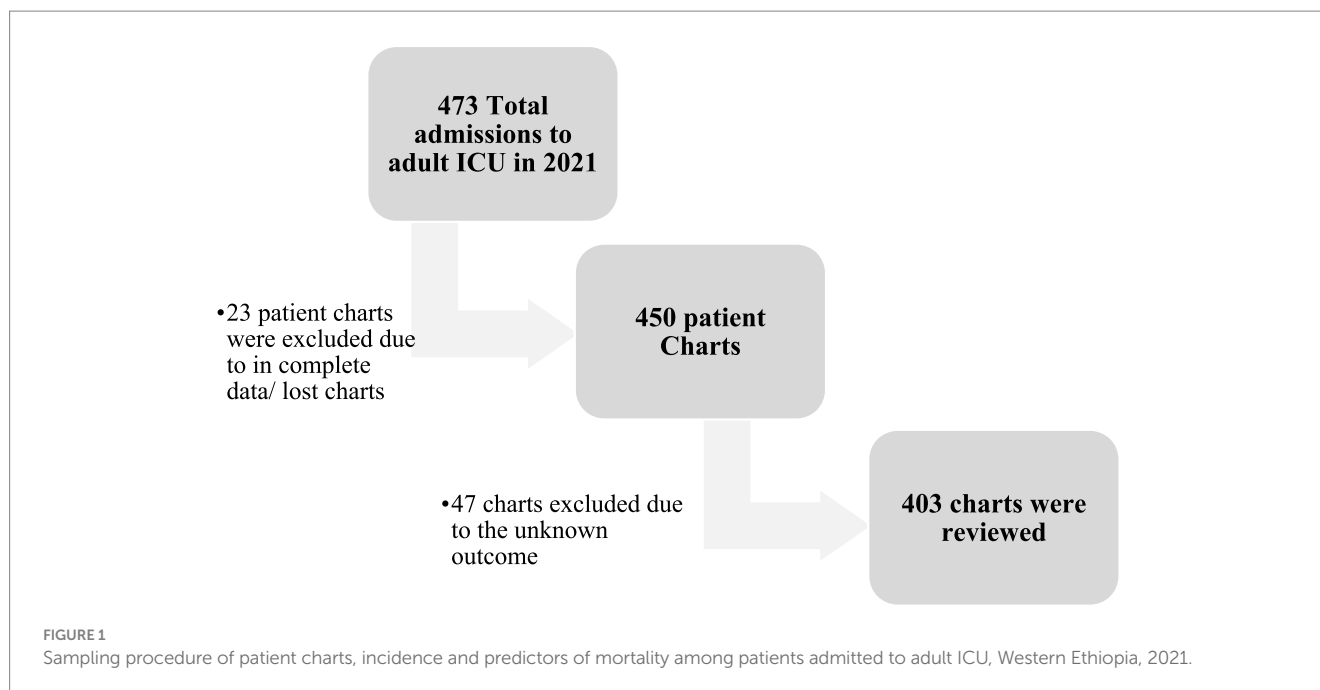 473 Total
admissions to
adult ICU in 2021
•23 patient charts
were excluded due
to in complete
data/ lost charts
450 patient
Charts
•47 charts excluded due
to the unknown
outcome
403 charts were
reviewed
FIGURE 1
Sampling procedure of patient charts, incidence and predictors of mortality among patients admitted to adult ICU, Western Ethiopia, 2021.